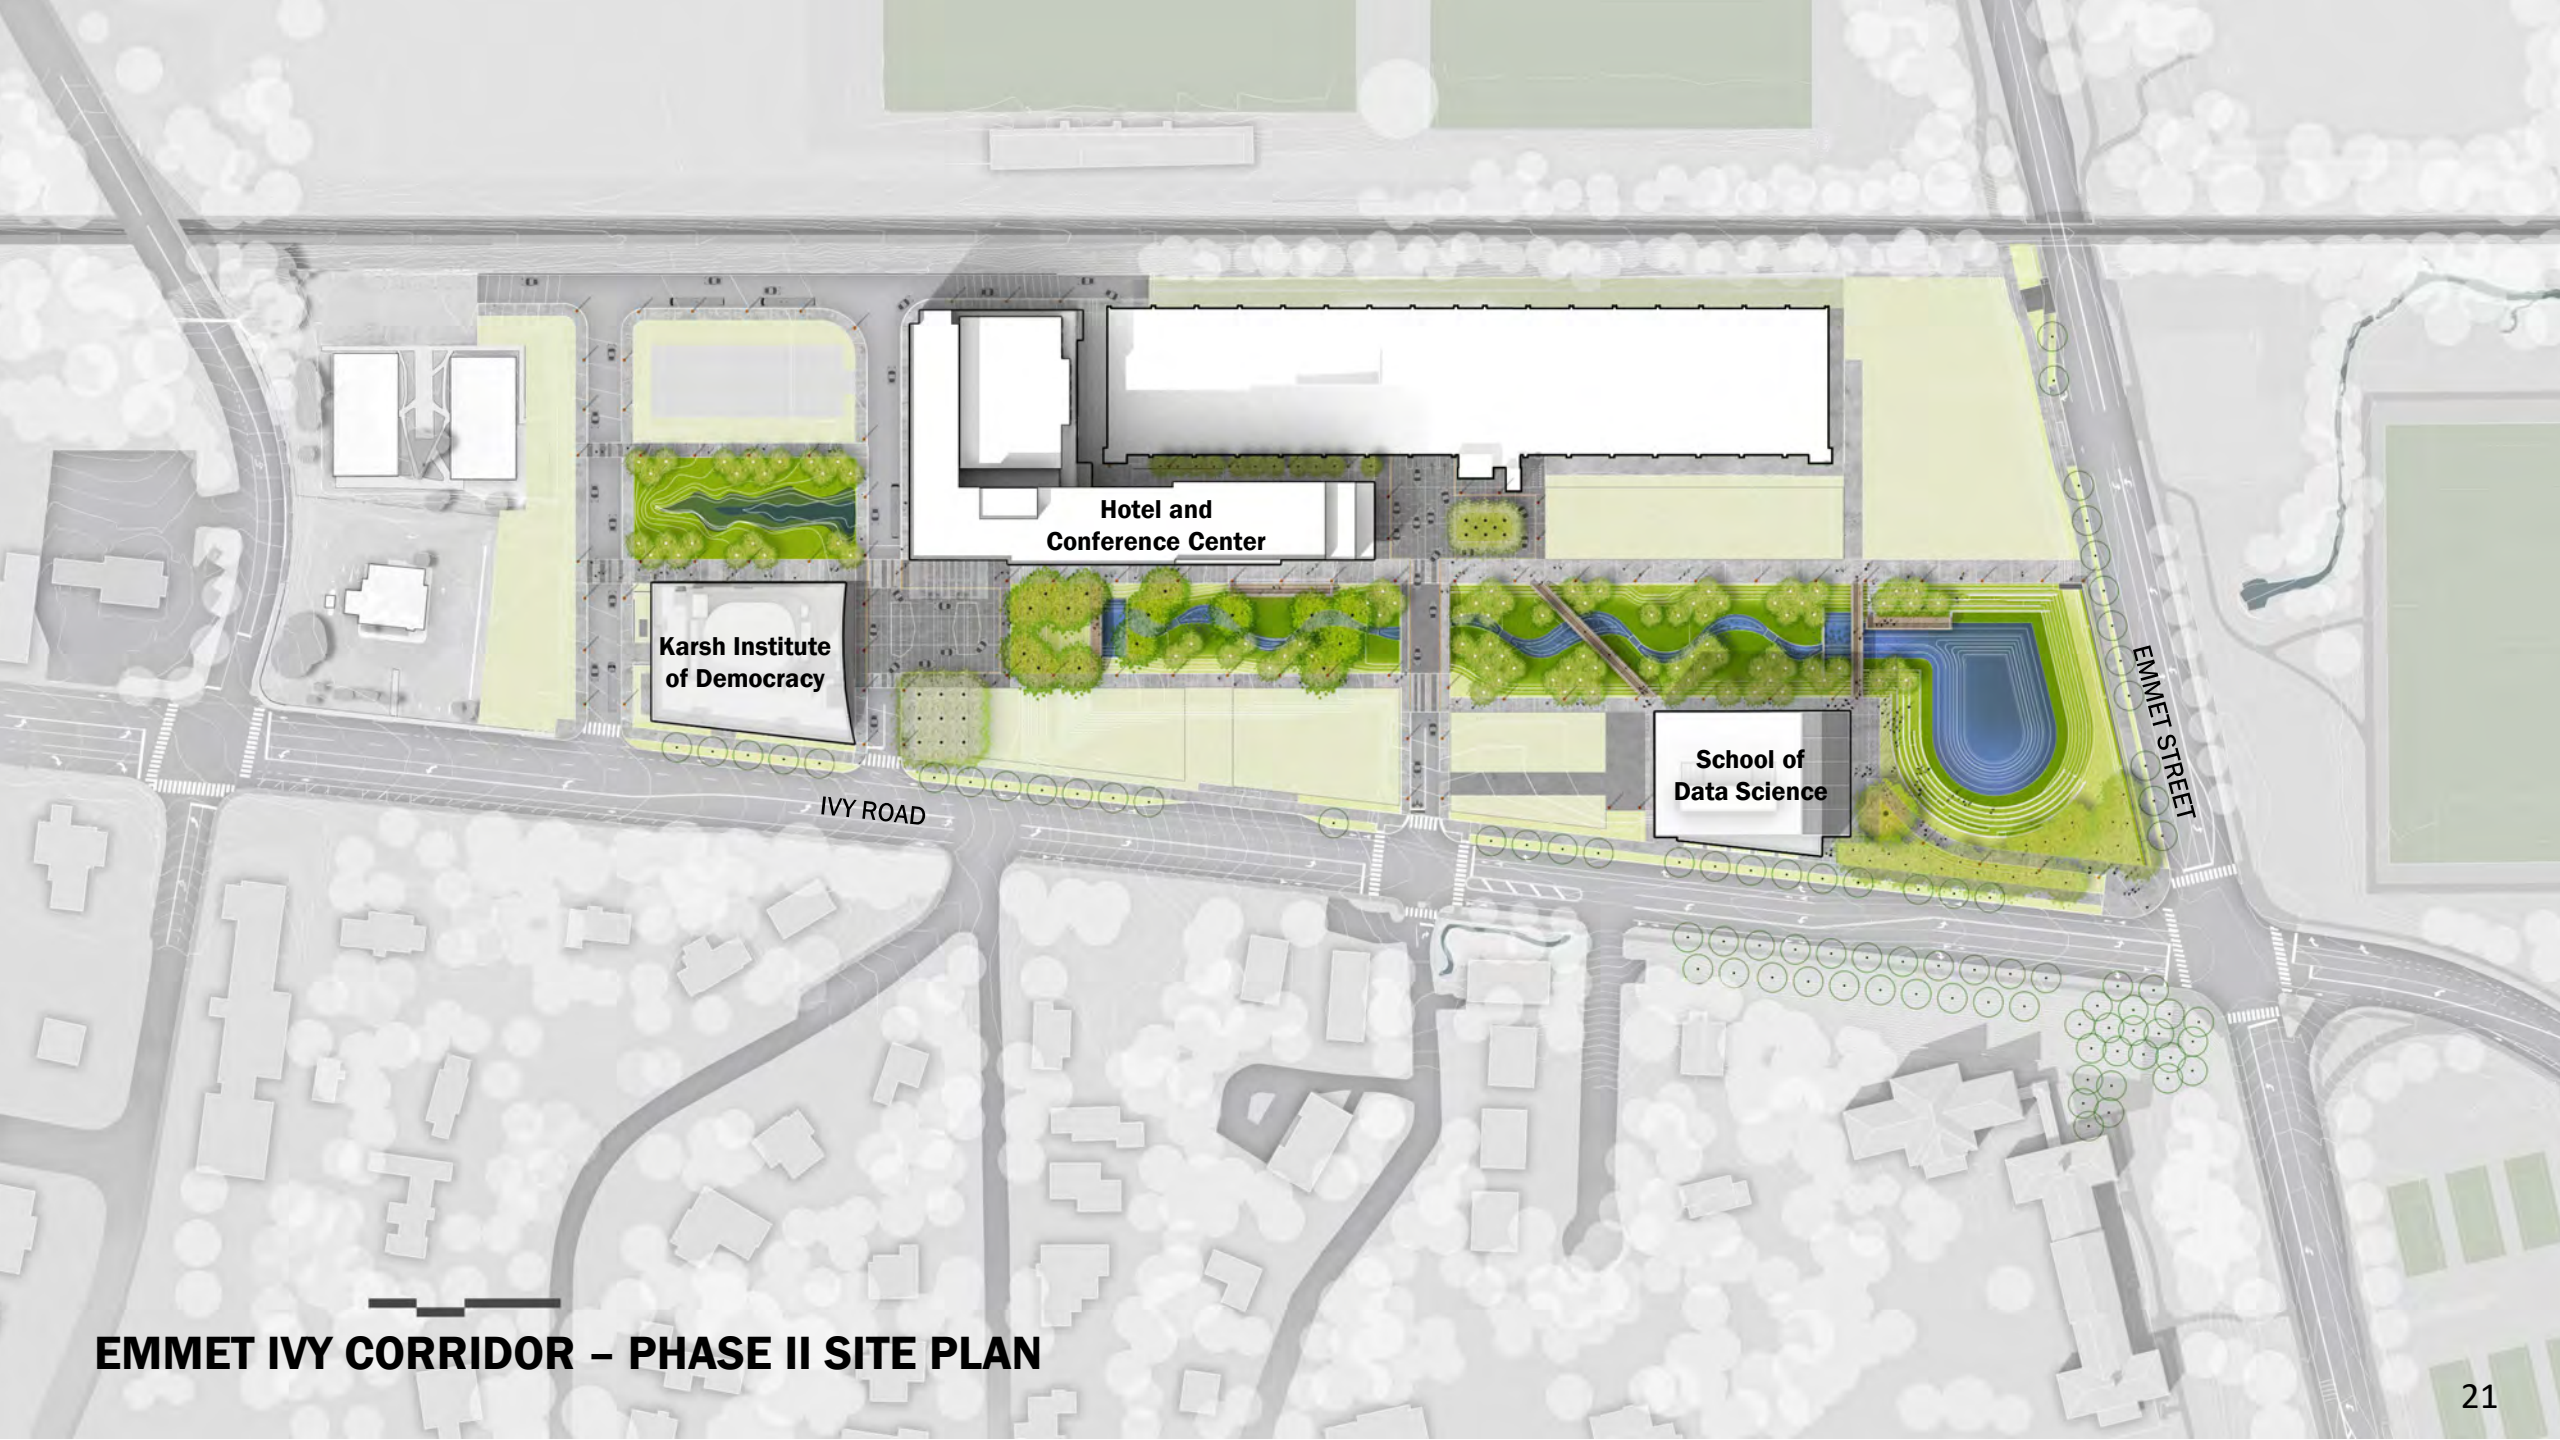 Hotel and
Conference Center
Karsh Institute
of Democracy
School of
Data Science
EMMET STREET
IVY ROAD
EMMET IVY CORRIDOR – PHASE II SITE PLAN
21